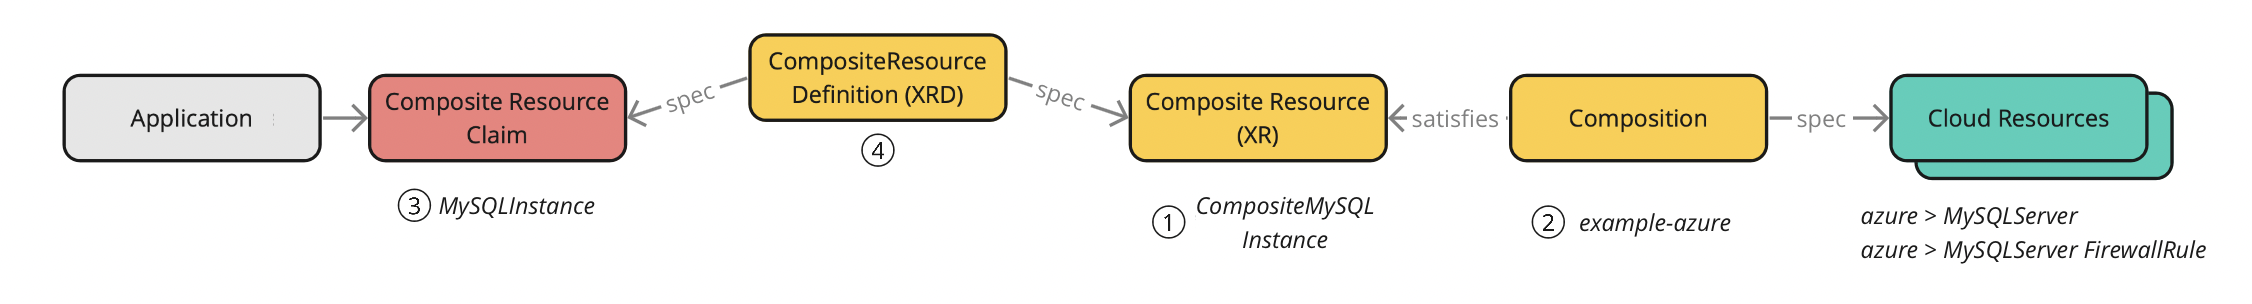 Application
Composite Resource
Claim
spec
CompositeResource
Definition (XRD)
spec
Composite Resource
(XR)
satisfies
Composition
spec
Cloud Resources
3 MySQLInstance
4
1 CompositeMySQL
Instance
2 example-azure
azure > MySQLServer
azure > MySQLServer FirewallRule